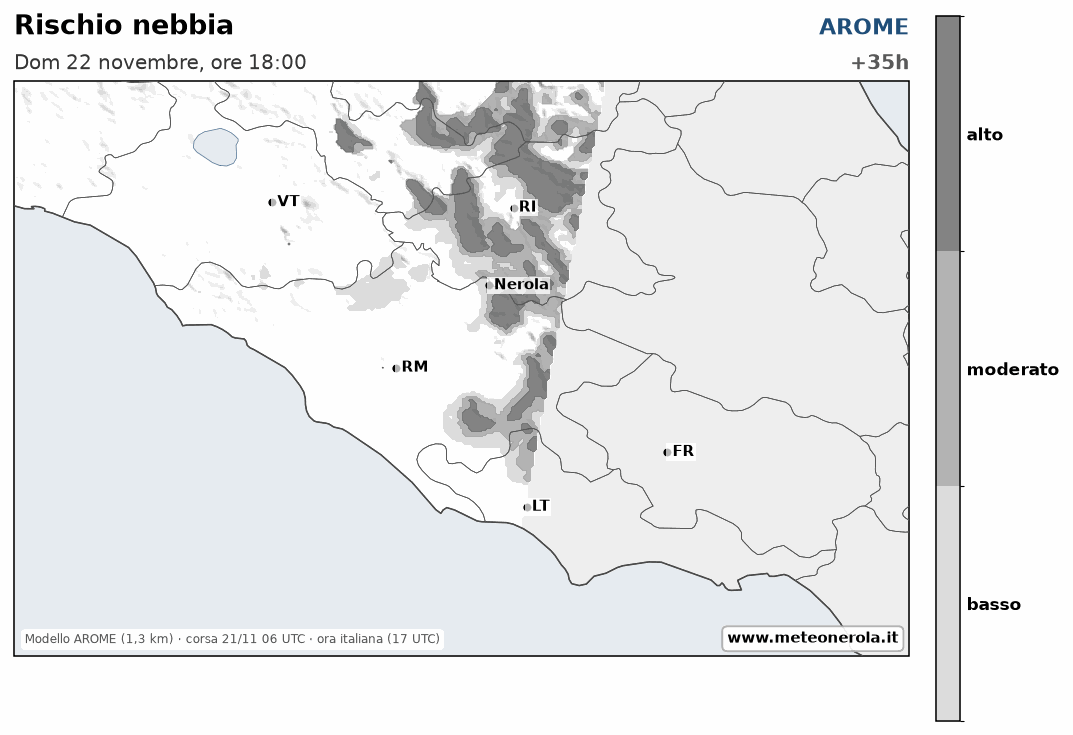 Rischio nebbia
AROME
Dom 22 novembre, ore 18:00
+35h
alto
VT
RI
Nerola
moderato
RM
FR
LT
basso
Modello AROME (1,3 km) · corsa 21/11 06 UTC · ora italiana (17 UTC)
www.meteonerola.it